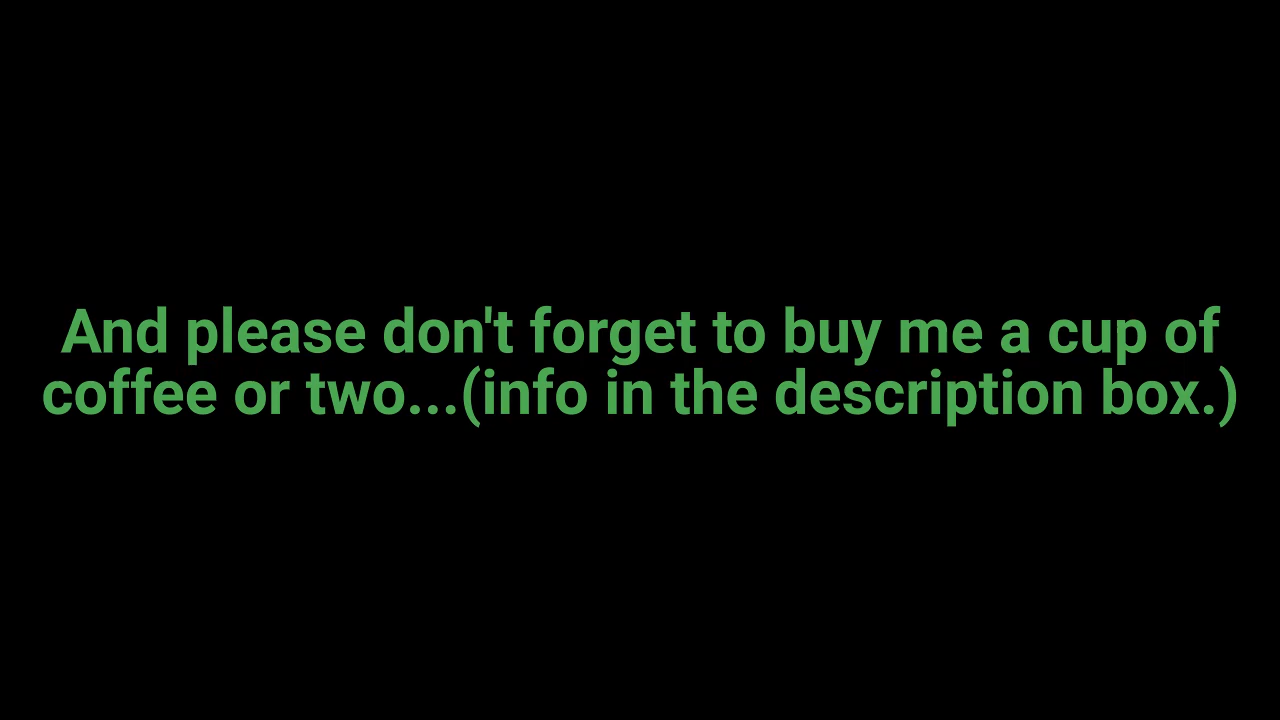 And please don't forget to buy me a cup of
coffee or two...(info in the description box.)